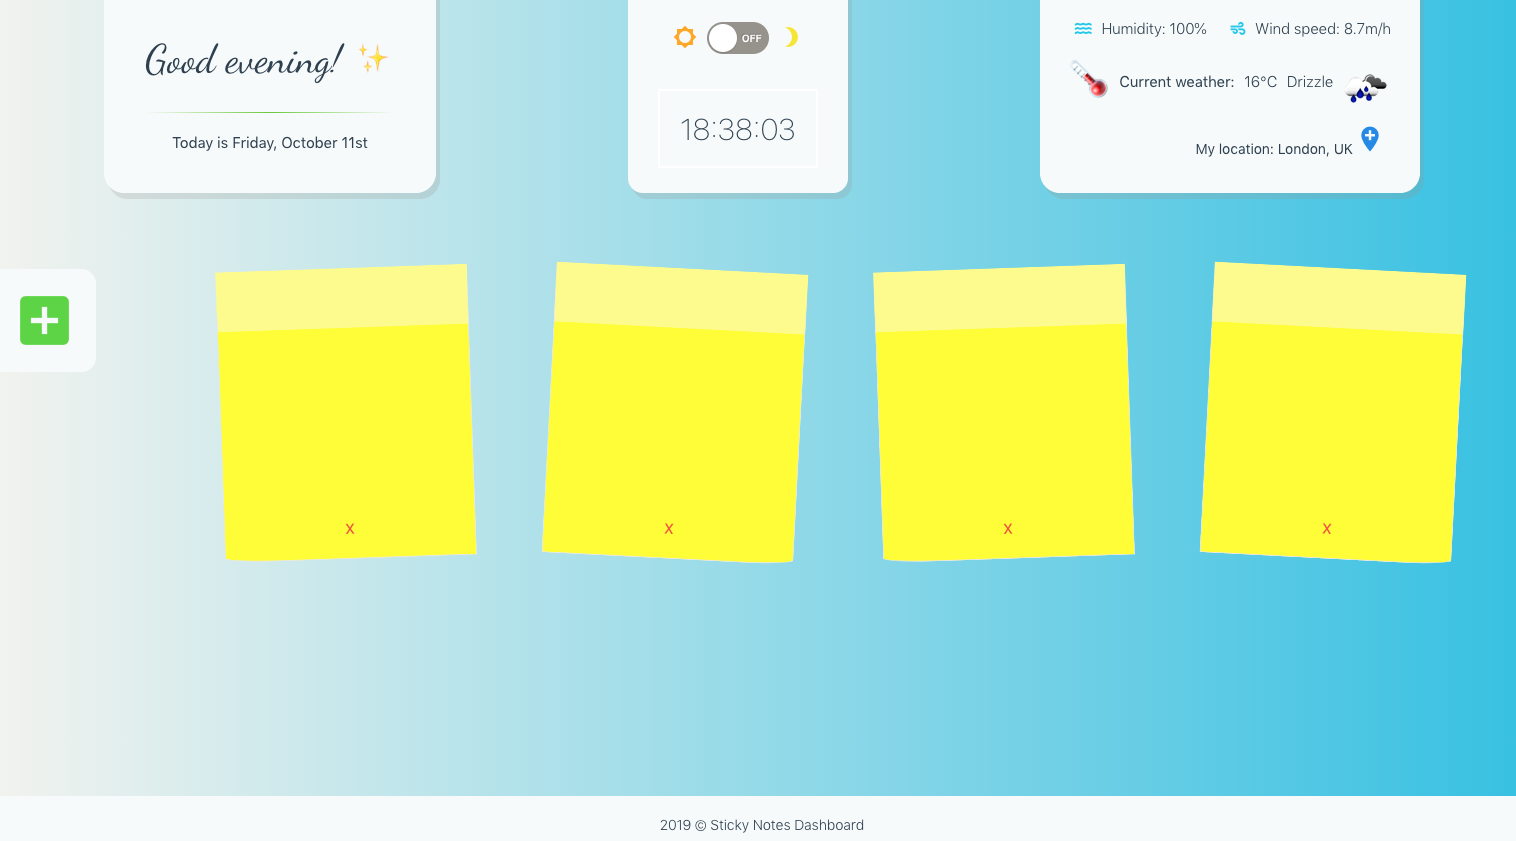 Good evening!
Today is Friday, October 11st
OFF
18:38:03
Humidity: 100% Wind speed: 8.7m/h
Current weather: 16°C Drizzle
My location: London, UK
X
X
X
X
2019 © Sticky Notes Dashboard